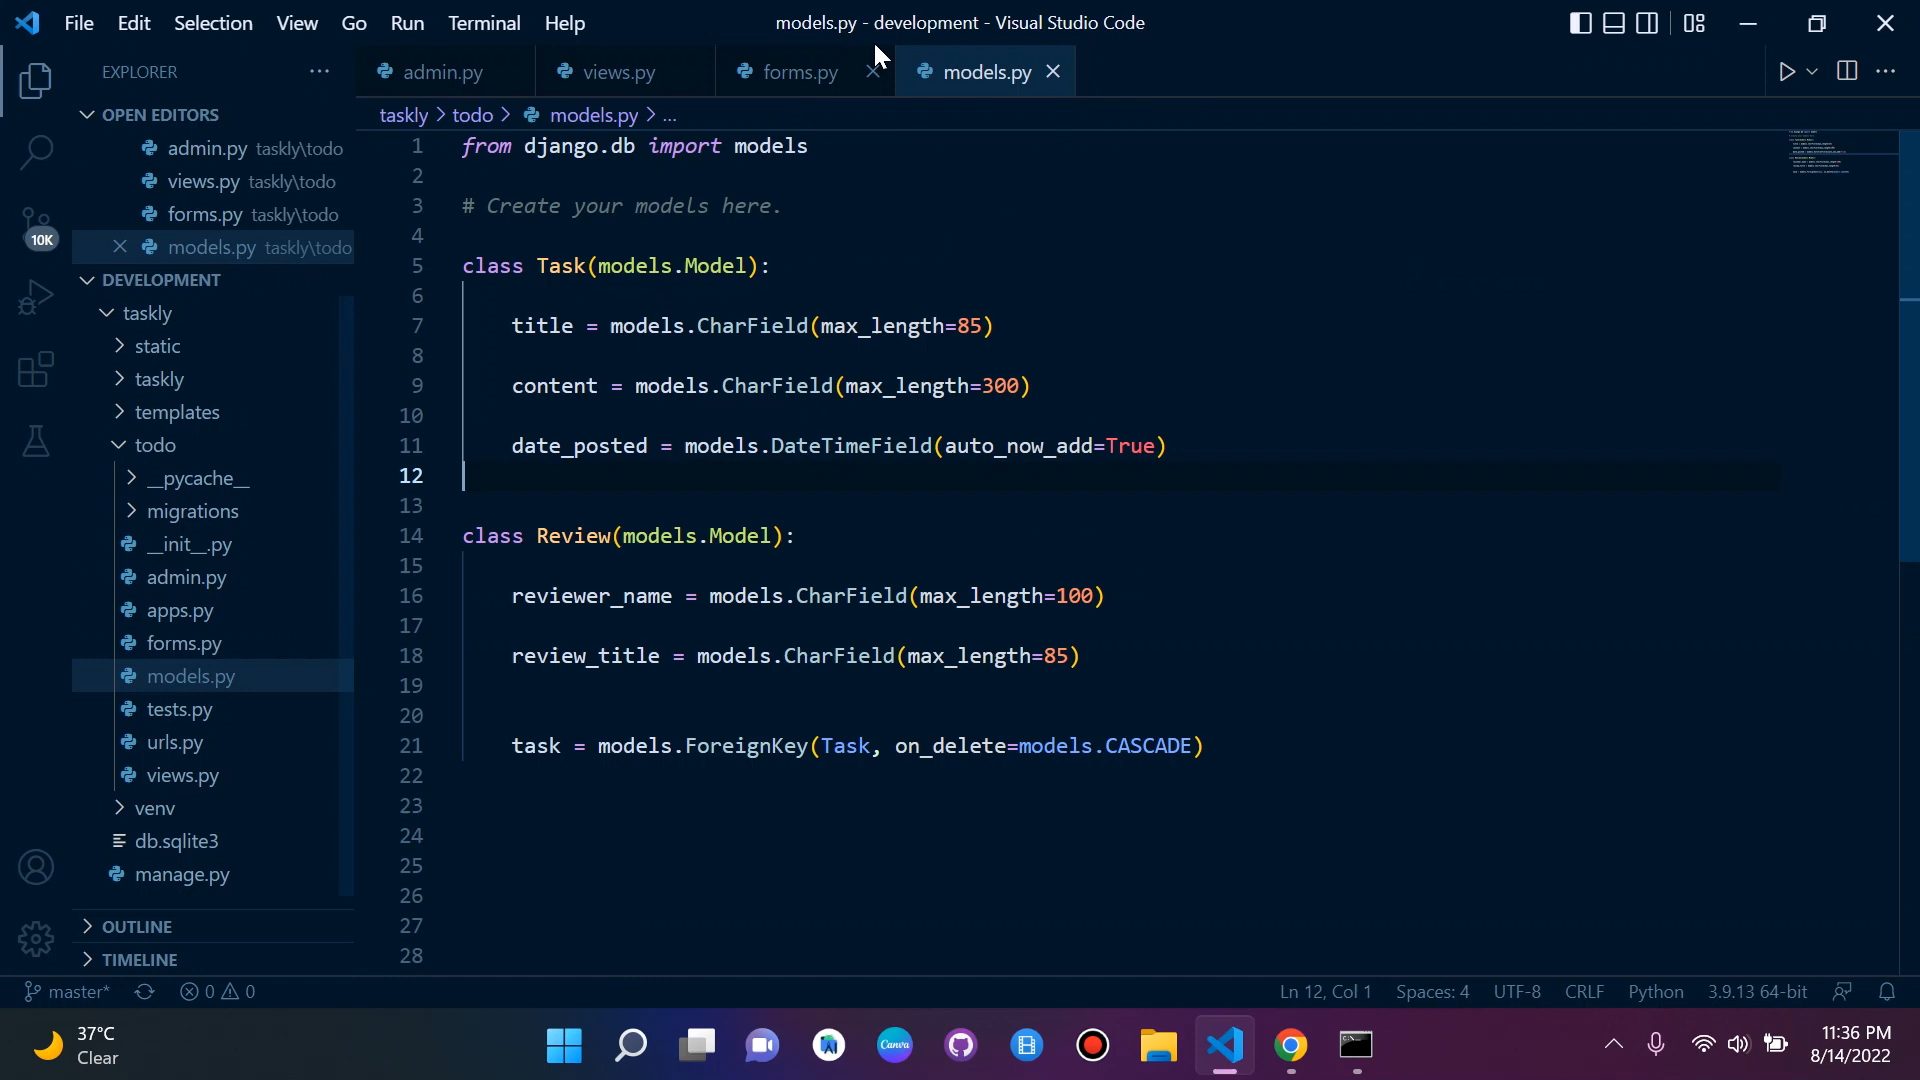 File Edit Selection View Go Run Terminal Help
models.py - development - Visual Studio Code
EXPLORER
admin.py
views.py
forms.py
models.py
OPEN EDITORS
taskly > todo > models.py > ...
admin.py taskly\todo
views.py taskly\todo
forms.py taskly\todo
models.py taskly\todo
10K
DEVELOPMENT
taskly
static
taskly
templates
todo
__pycache__
migrations
__init__.py
admin.py
apps.py
forms.py
models.py
tests.py
urls.py
views.py
venv
db.sqlite3
manage.py
OUTLINE
TIMELINE
1 from django.db import models
2
3 # Create your models here.
4
5 class Task(models.Model):
6
7 title = models.CharField(max_length=85)
8
9 content = models.CharField(max_length=300)
10
11 date_posted = models.DateTimeField(auto_now_add=True)
12
13
14 class Review(models.Model):
15
16 reviewer_name = models.CharField(max_length=100)
17
18 review_title = models.CharField(max_length=85)
19
20
21 task = models.ForeignKey(Task, on_delete=models.CASCADE)
22
23
24
25
26
27
28
master* 0 0
Ln 12, Col 1 Spaces: 4 UTF-8 CRLF Python 3.9.13 64-bit
37°C
Clear
Canva
11:36 PM
8/14/2022